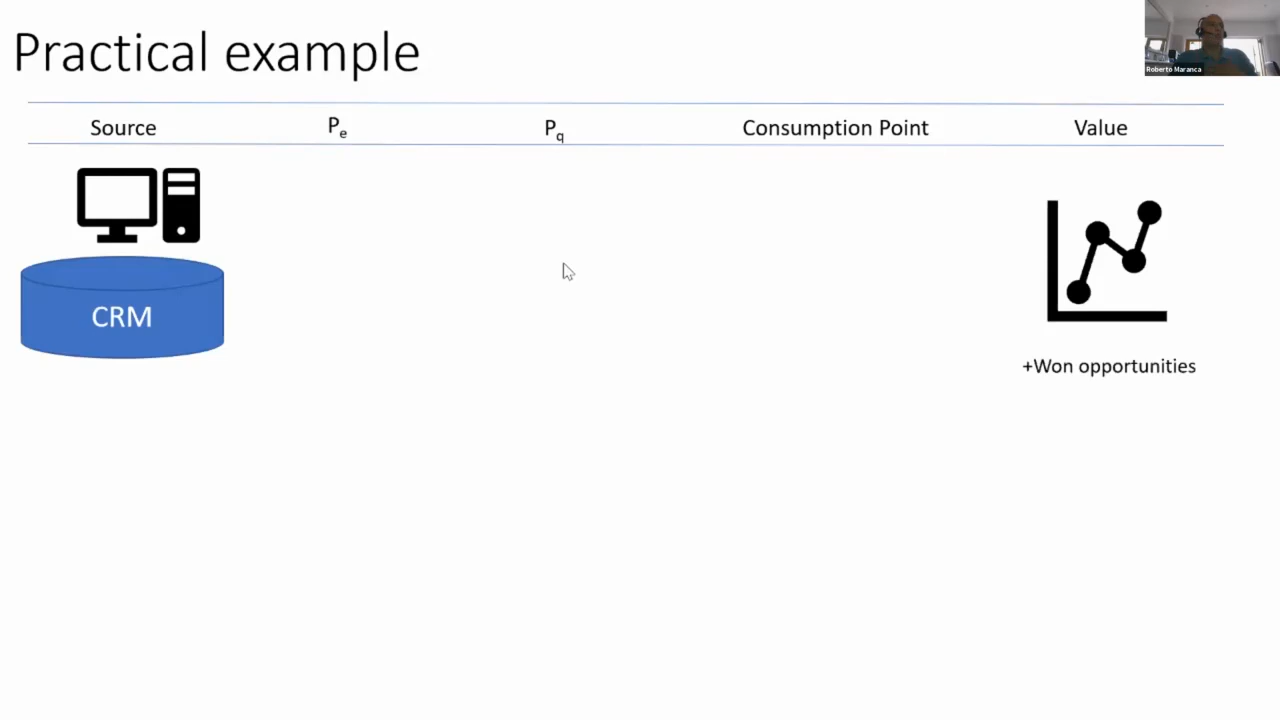 Practical example
Roberto Maranca
Source Pe Pq Consumption Point Value
CRM
+Won opportunities